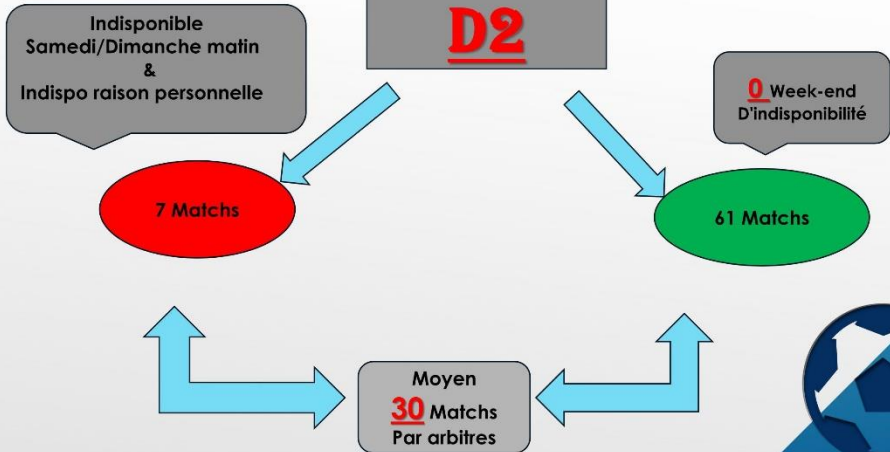 Indisponible
Samedi/Dimanche matin
&
Indispo raison personnelle
D2
0 Week-end
D'indisponibilité
7 Matchs
61 Matchs
Moyen
30 Matchs
Par arbitres